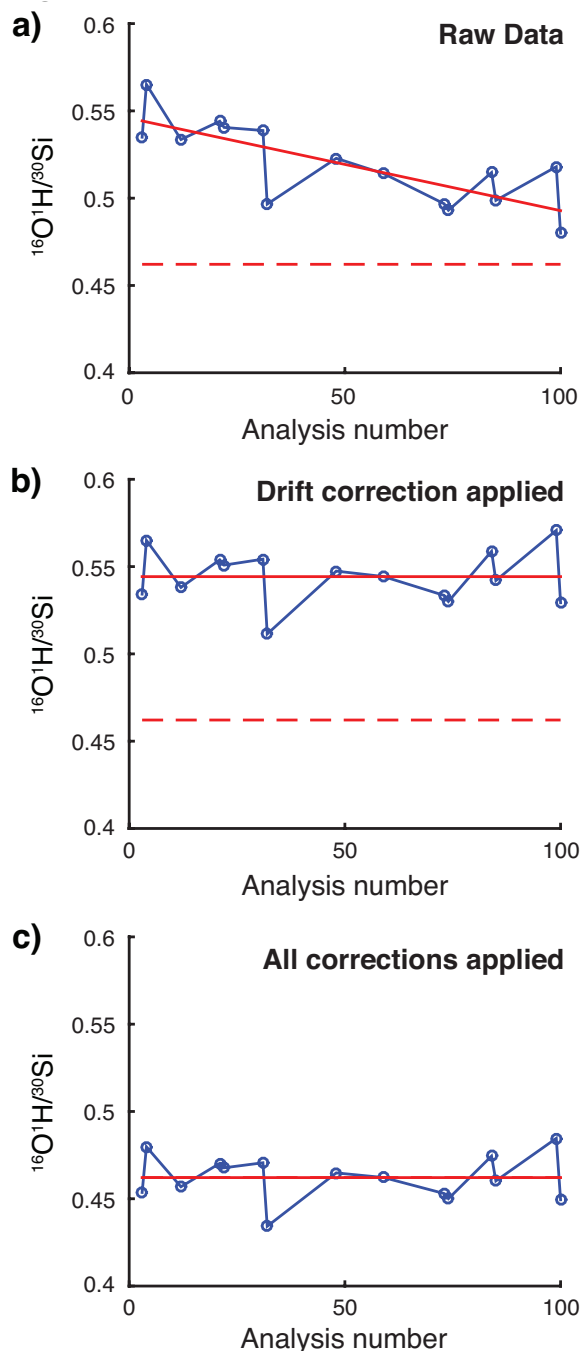 a)
Raw Data
0.6
0.55
0.5
0.45
0.4
¹⁶O¹H/³⁰Si
0 50 100
Analysis number
b)
Drift correction applied
0.6
0.55
0.5
0.45
0.4
¹⁶O¹H/³⁰Si
0 50 100
Analysis number
c)
All corrections applied
0.6
0.55
0.5
0.45
0.4
¹⁶O¹H/³⁰Si
0 50 100
Analysis number